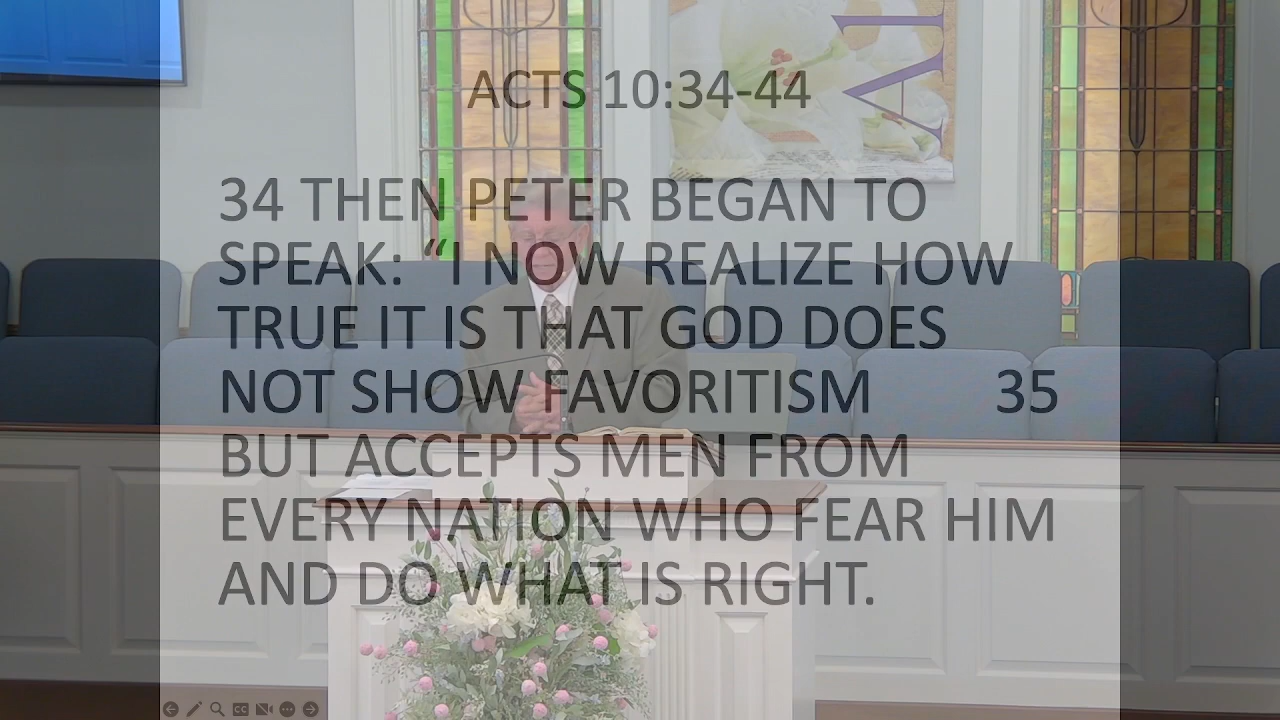 ACTS 10:34-44
34 THEN PETER BEGAN TO
SPEAK: “I NOW REALIZE HOW
TRUE IT IS THAT GOD DOES
NOT SHOW FAVORITISM 35
BUT ACCEPTS MEN FROM
EVERY NATION WHO FEAR HIM
AND DO WHAT IS RIGHT.